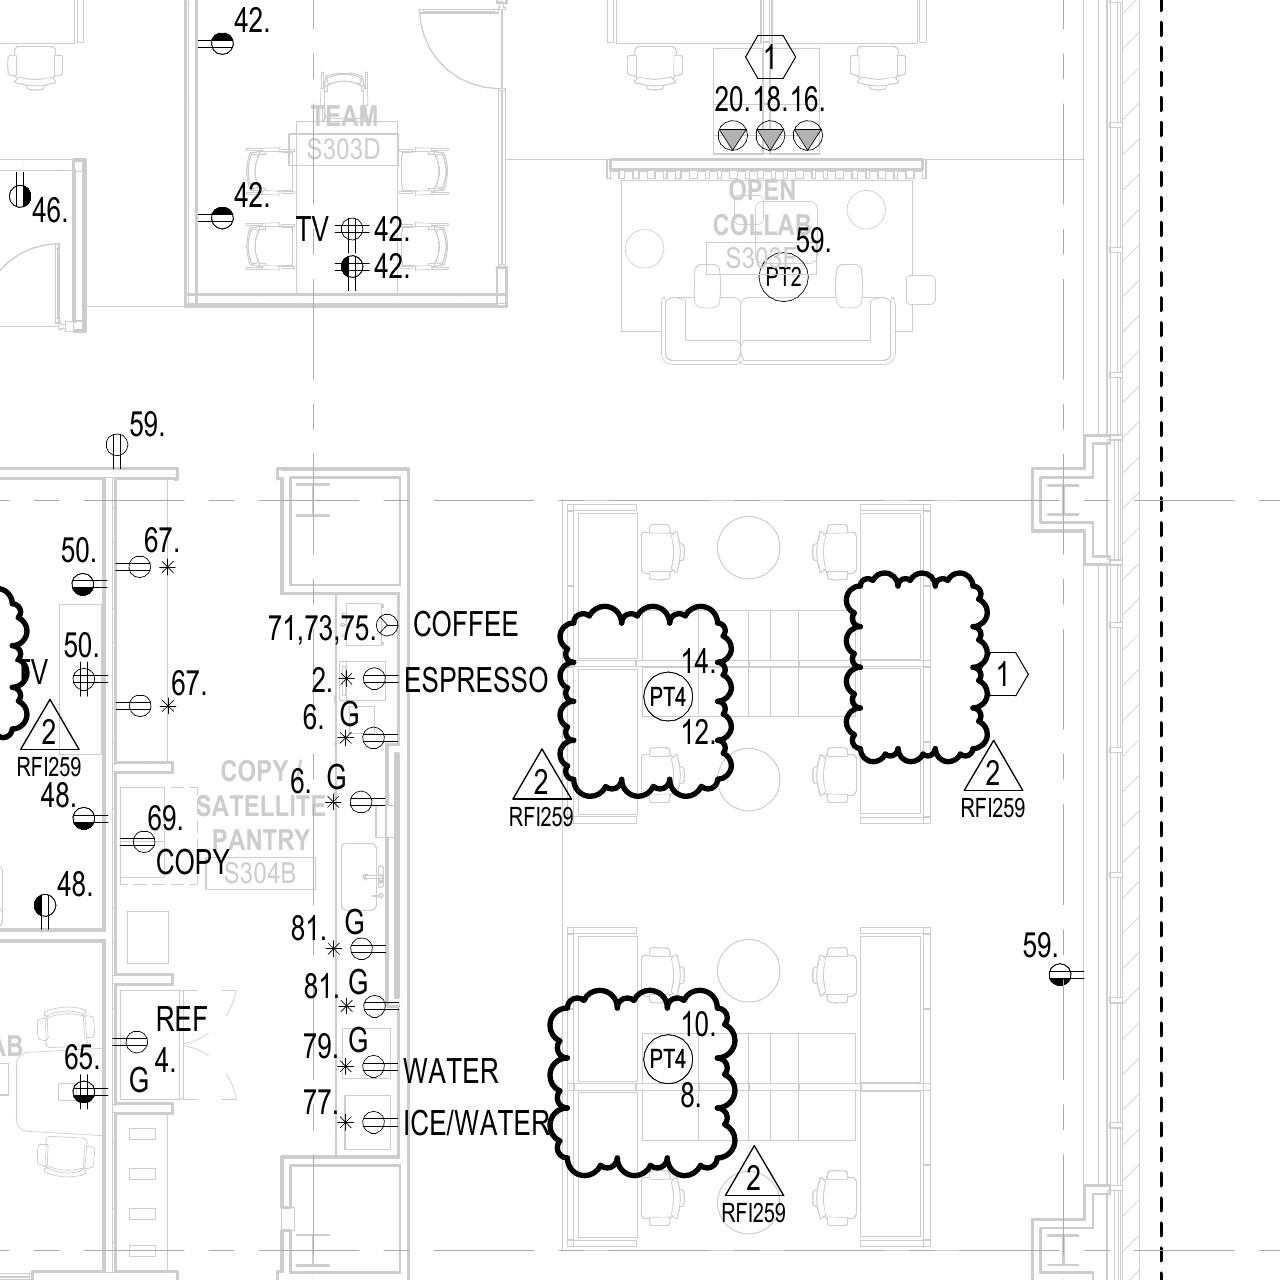 42.
1
20. 18. 16.
TEAM
S303D
46.
42.
TV 42.
42.
OPEN
COLLAB
59.
PT2
59.
67.
50.
71,73,75. COFFEE
50.
2. ESPRESSO
67.
6. G
2
RFI259
14.
PT4
12.
1
COPY /
SATELLITE
PANTRY
S304B
6. G
48.
69.
COPY
2
RFI259
2
RFI259
48.
81. G
59.
81. G
REF
4.
G
65.
79. G
WATER
77.
ICE/WATER
10.
PT4
8.
2
RFI259